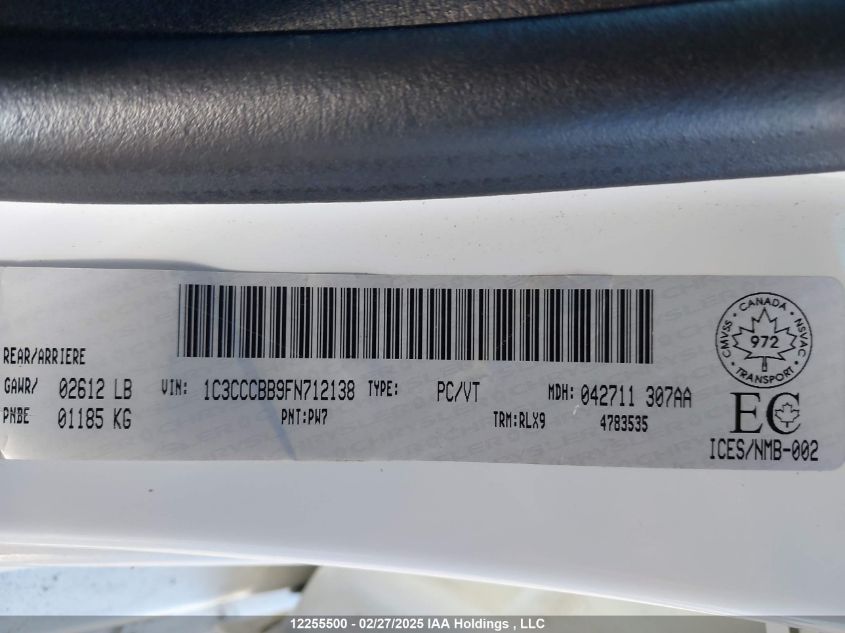 REAR/ARRIERE
GAWR/ 02612 LB VIN: 1C3CCCBB9FN712138 TYPE: PC/VT MDH: 042711 307AA
PNBE 01185 KG PNT:PW7 TRM:RLX9 4783535
CMVSS • CANADA • NSVAC
972
TRANSPORT
EC
ICES/NMB-002
12255500 - 02/27/2025 IAA Holdings , LLC